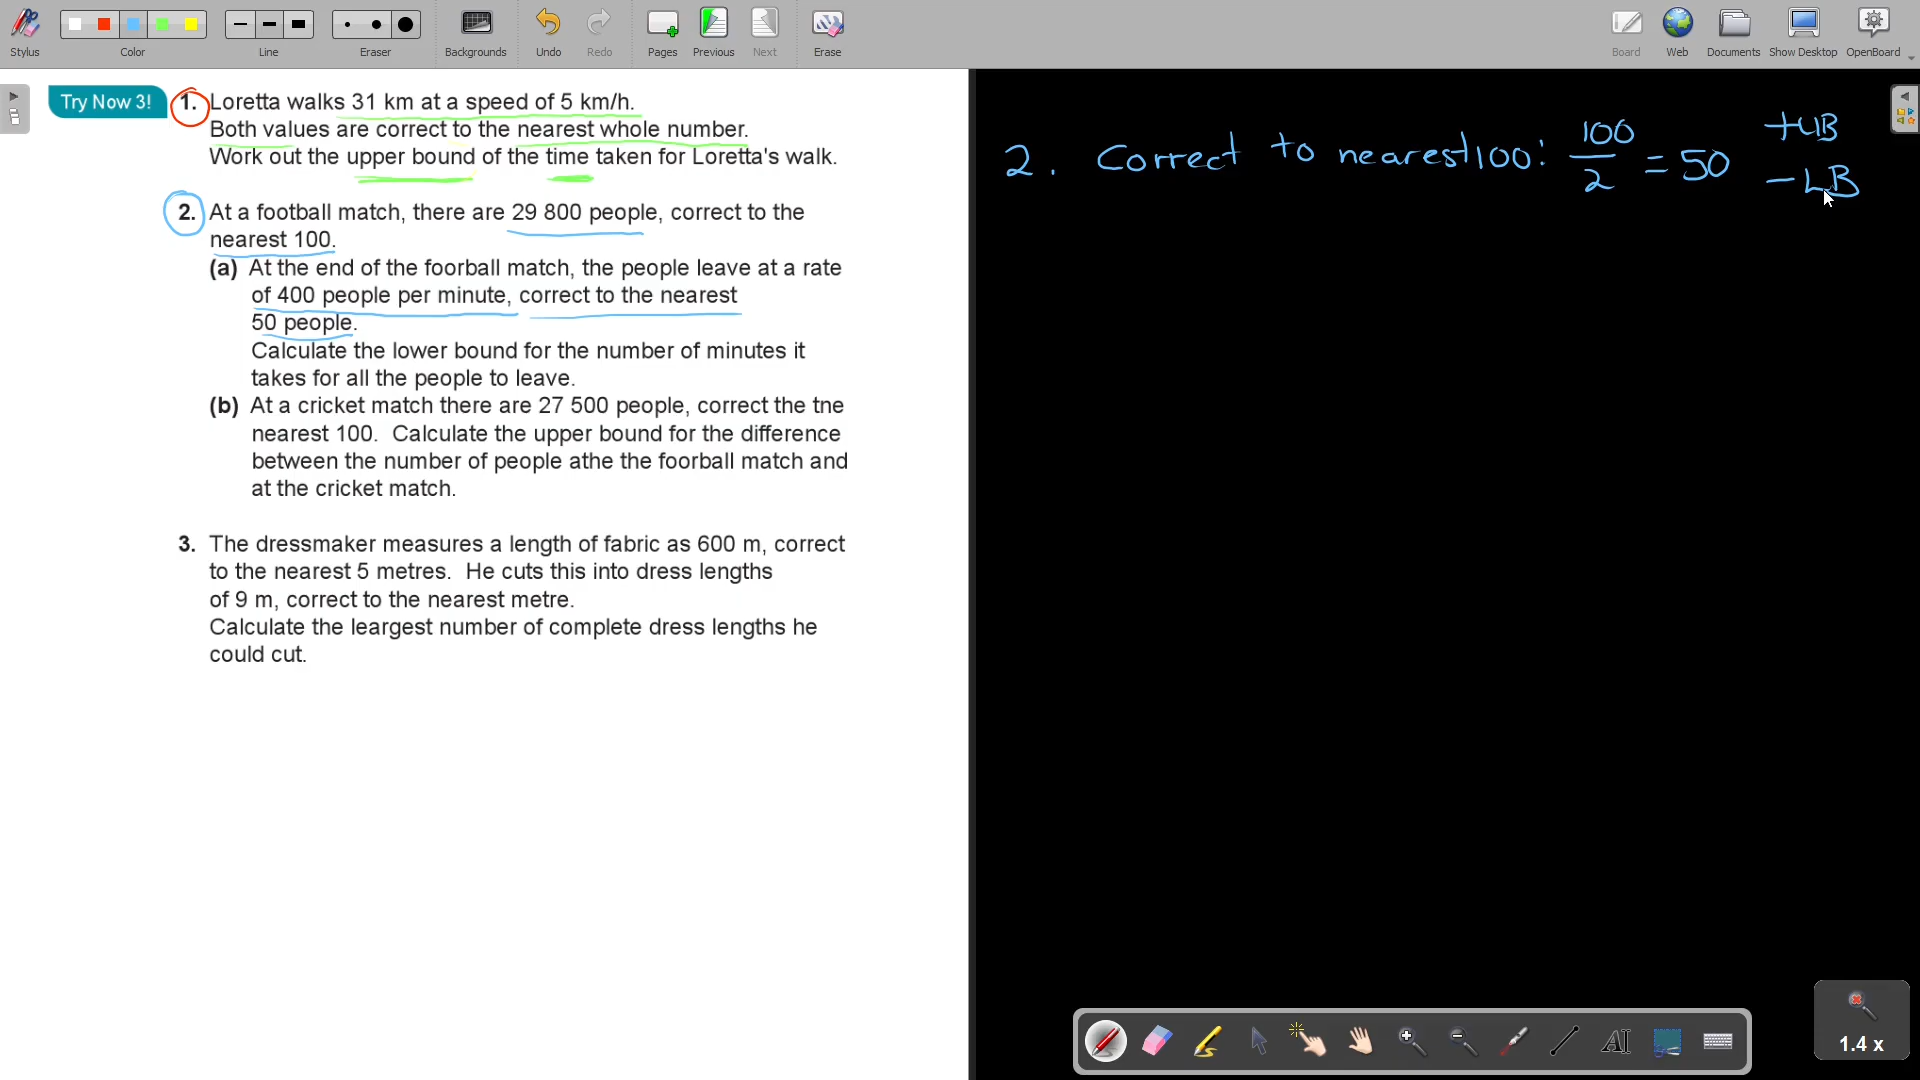 Stylus
Color
Line
Eraser
Backgrounds
Undo
Redo
Pages
Previous
Next
Erase
Board
Web
Documents
Show Desktop
OpenBoard
Try Now 3!
1. Loretta walks 31 km at a speed of 5 km/h.
Both values are correct to the nearest whole number.
Work out the upper bound of the time taken for Loretta's walk.
2. At a football match, there are 29 800 people, correct to the
nearest 100.
(a) At the end of the foorball match, the people leave at a rate
of 400 people per minute, correct to the nearest
50 people.
Calculate the lower bound for the number of minutes it
takes for all the people to leave.
(b) At a cricket match there are 27 500 people, correct the tne
nearest 100. Calculate the upper bound for the difference
between the number of people athe the foorball match and
at the cricket match.
3. The dressmaker measures a length of fabric as 600 m, correct
to the nearest 5 metres. He cuts this into dress lengths
of 9 m, correct to the nearest metre.
Calculate the leargest number of complete dress lengths he
could cut.
2. Correct to nearest 100: 100/2 = 50
+UB
-LB
AI
1.4 x